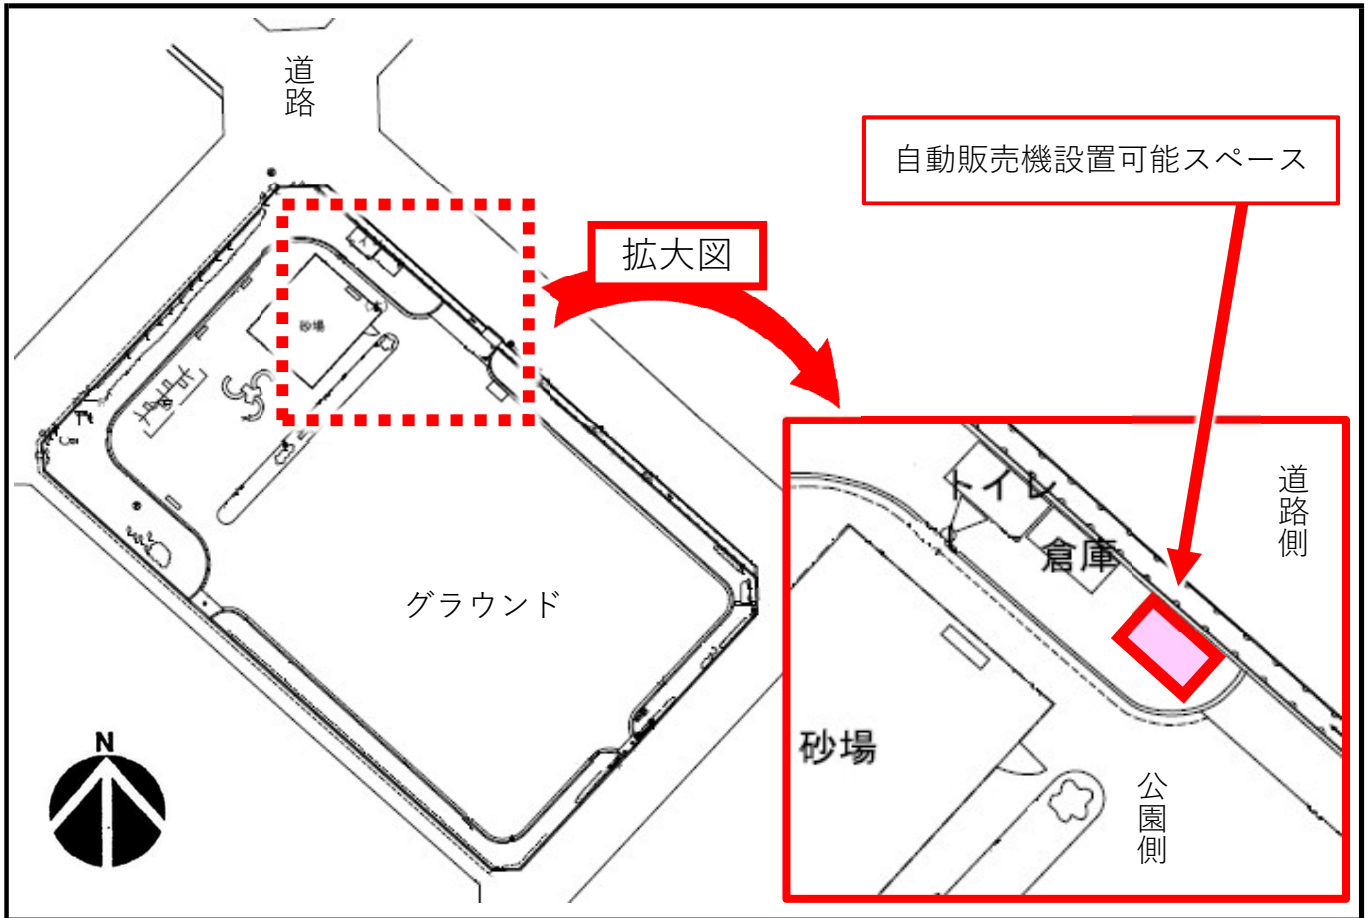 道路
自動販売機設置可能スペース
拡大図
砂場
グラウンド
N
トイレ
倉庫
道路側
砂場
公園側